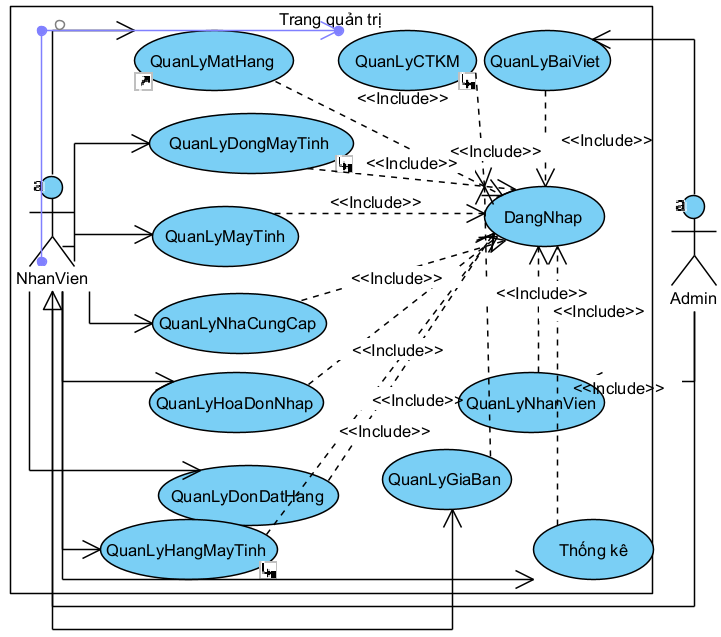 Trang quản trị
QuanLyMatHang
QuanLyCTKM
QuanLyBaiViet
<<Include>>
<<Include>>
QuanLyDongMayTinh
<<Include>>
<<Include>>
a
a
<<Include>>
DangNhap
QuanLyMayTinh
NhanVien
<<Include>>
<<Include>>
Admin
<<Include>>
QuanLyNhaCungCap
<<Include>>
<<Include>>
QuanLyHoaDonNhap
<<Include>>
QuanLyNhanVien
<<Include>>
QuanLyGiaBan
QuanLyDonDatHang
QuanLyHangMayTinh
Thống kê